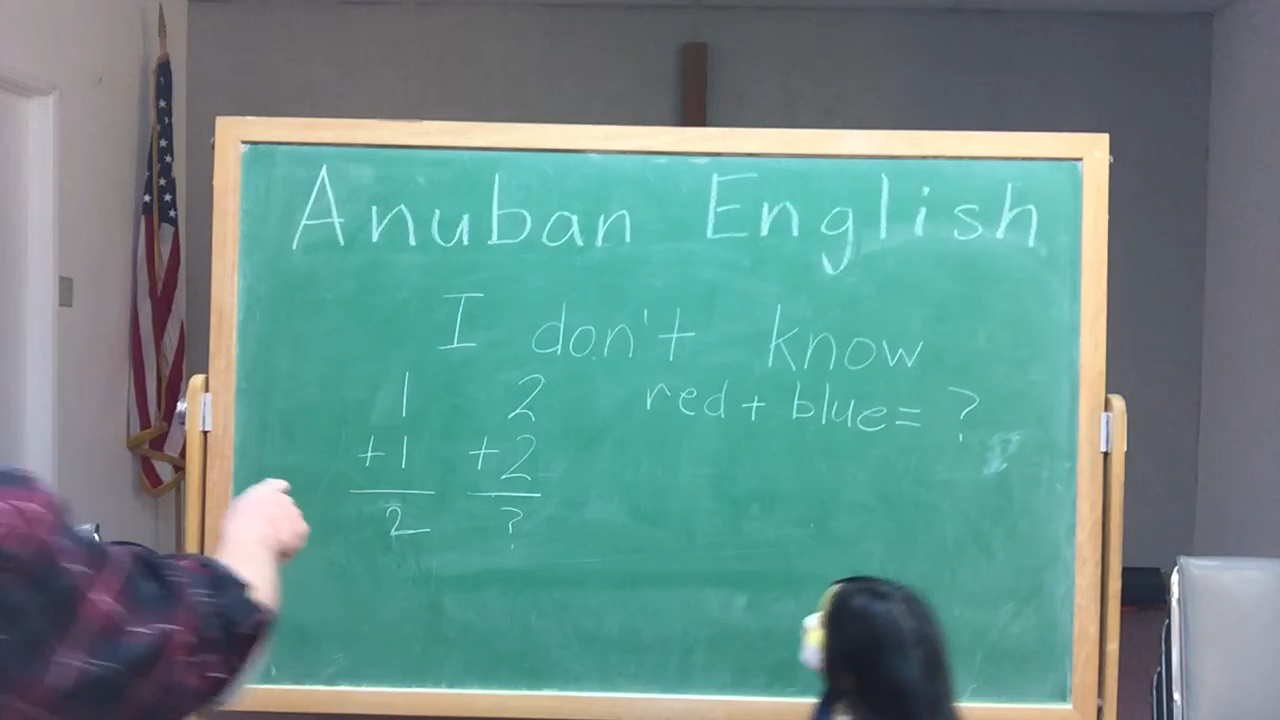 Anuban English
I don't know
1 2 red + blue = ?
+1 +2
2 ?